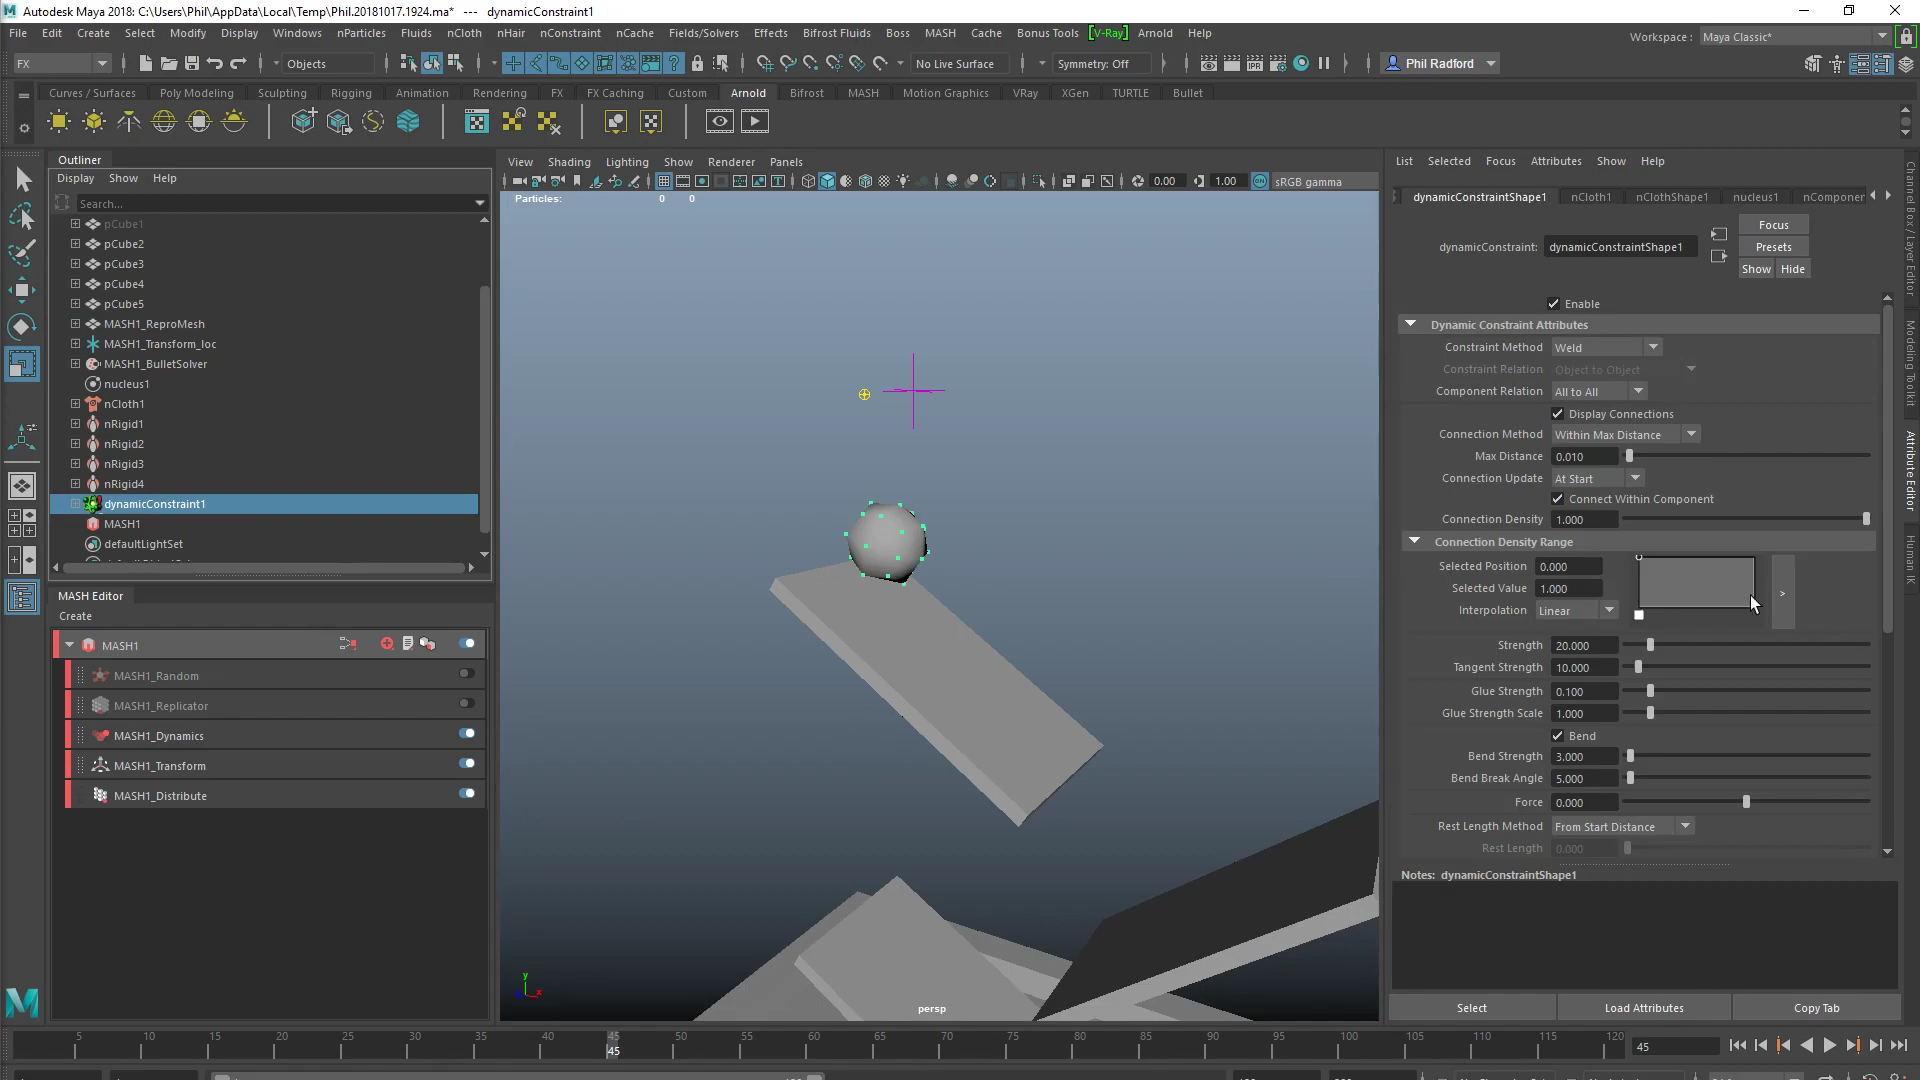 Autodesk Maya 2018: C:\Users\Phil\AppData\Local\Temp\Phil.20181017.1924.ma* --- dynamicConstraint1
File Edit Create Select Modify Display Windows nParticles Fluids nCloth nHair nConstraint nCache Fields/Solvers Effects Bifrost Fluids Boss MASH Cache Bonus Tools [V-Ray] Arnold Help
Workspace : Maya Classic*
FX Objects No Live Surface Symmetry: Off Phil Radford
Curves / Surfaces Poly Modeling Sculpting Rigging Animation Rendering FX FX Caching Custom Arnold Bifrost MASH Motion Graphics VRay XGen TURTLE Bullet
Outliner
Display Show Help
Search...
pCube1
pCube2
pCube3
pCube4
pCube5
MASH1_ReproMesh
MASH1_Transform_loc
MASH1_BulletSolver
nucleus1
nCloth1
nRigid1
nRigid2
nRigid3
nRigid4
dynamicConstraint1
MASH1
defaultLightSet
MASH Editor
Create
MASH1
MASH1_Random
MASH1_Replicator
MASH1_Dynamics
MASH1_Transform
MASH1_Distribute
View Shading Lighting Show Renderer Panels
0.00 1.00 ON sRGB gamma
Particles: 0 0
y
x
persp
List Selected Focus Attributes Show Help
dynamicConstraintShape1 nCloth1 nClothShape1 nucleus1 nComponen
Focus
dynamicConstraint: dynamicConstraintShape1
Presets
Show Hide
Enable
Dynamic Constraint Attributes
Constraint Method Weld
Constraint Relation Object to Object
Component Relation All to All
Display Connections
Connection Method Within Max Distance
Max Distance 0.010
Connection Update At Start
Connect Within Component
Connection Density 1.000
Connection Density Range
Selected Position 0.000
Selected Value 1.000
>
Interpolation Linear
Strength 20.000
Tangent Strength 10.000
Glue Strength 0.100
Glue Strength Scale 1.000
Bend
Bend Strength 3.000
Bend Break Angle 5.000
Force 0.000
Rest Length Method From Start Distance
Rest Length 0.000
Notes: dynamicConstraintShape1
Select Load Attributes Copy Tab
Channel Box / Layer Editor
Modeling Toolkit
Attribute Editor
Human IK
5 10 15 20 25 30 35 40 45 50 55 60 65 70 75 80 85 90 95 100 105 110 115 120
45 45